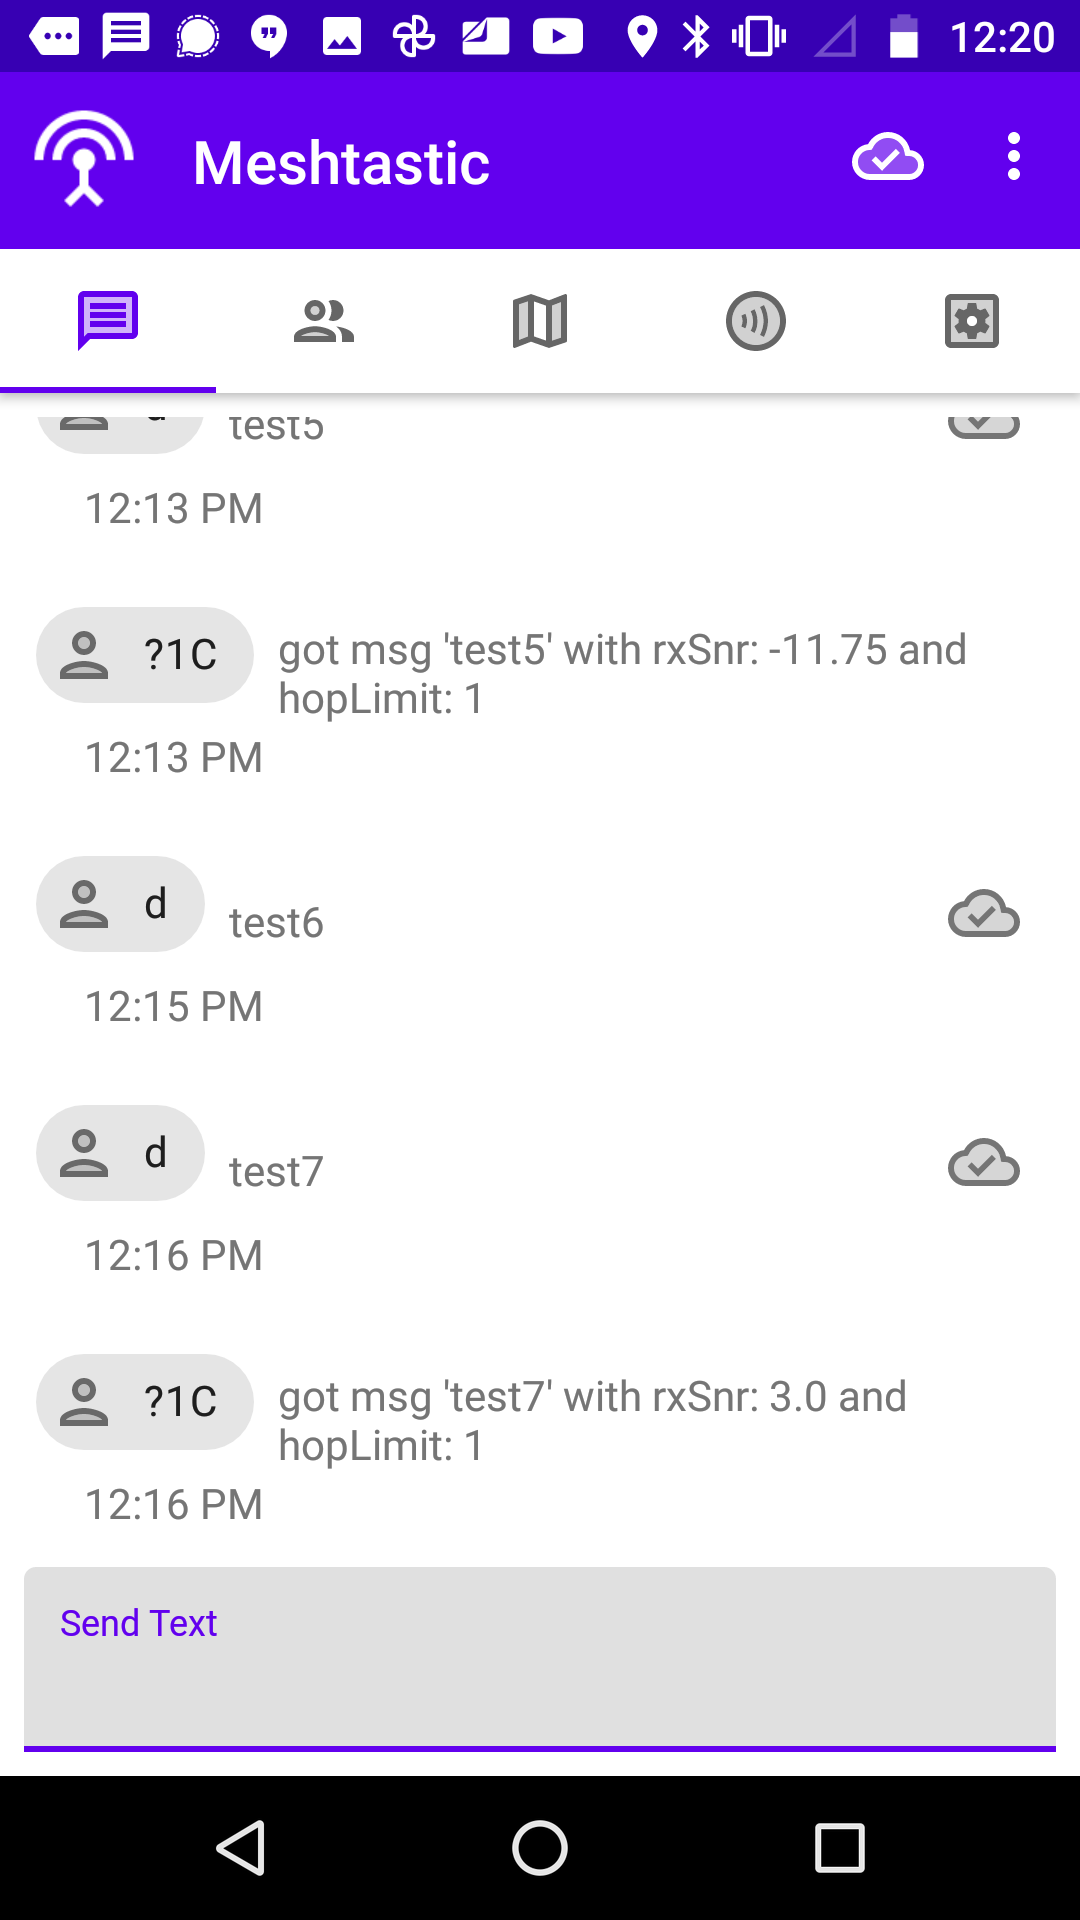 12:20
Meshtastic
d test5
12:13 PM
?1C got msg 'test5' with rxSnr: -11.75 and
hopLimit: 1
12:13 PM
d test6
12:15 PM
d test7
12:16 PM
?1C got msg 'test7' with rxSnr: 3.0 and
hopLimit: 1
12:16 PM
Send Text